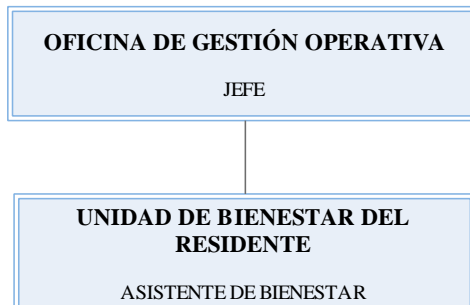 OFICINA DE GESTIÓN OPERATIVA
JEFE
UNIDAD DE BIENESTAR DEL
RESIDENTE
ASISTENTE DE BIENESTAR